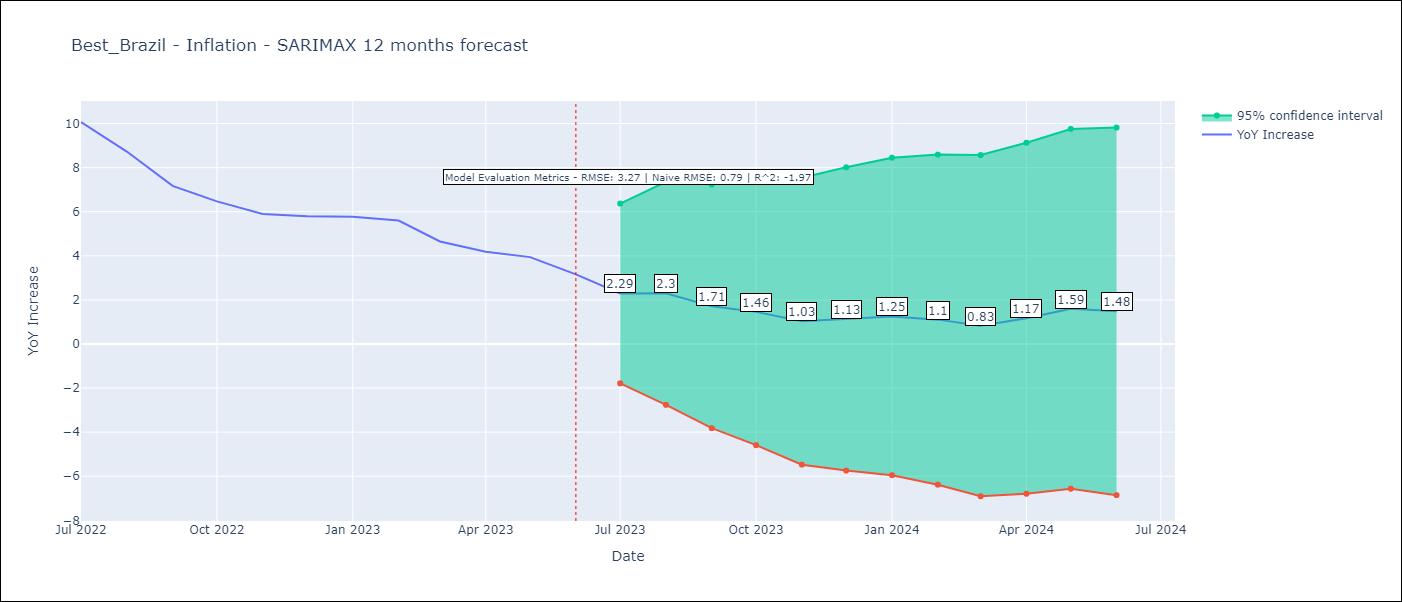 Best_Brazil - Inflation - SARIMAX 12 months forecast
95% confidence interval
YoY Increase
Model Evaluation Metrics - RMSE: 3.27 | Naive RMSE: 0.79 | R^2: -1.97
YoY Increase
10
8
6
4
2
0
−2
−4
−6
−8
2.29
2.3
1.71
1.46
1.03
1.13
1.25
1.1
0.83
1.17
1.59
1.48
Jul 2022
Oct 2022
Jan 2023
Apr 2023
Jul 2023
Oct 2023
Jan 2024
Apr 2024
Jul 2024
Date